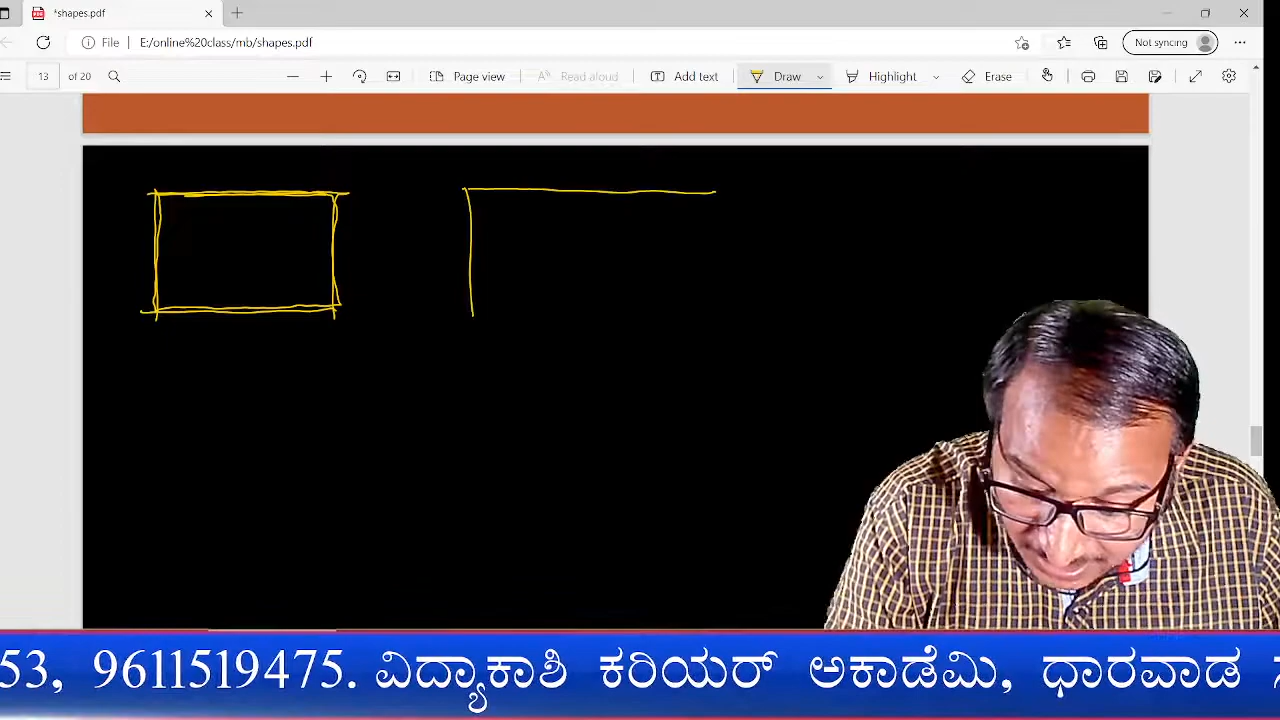 *shapes.pdf
File E:/online%20class/mb/shapes.pdf Not syncing
13 of 20 Page view Read aloud Add text Draw Highlight Erase
53, 9611519475. ವಿದ್ಯಾಕಾಶಿ ಕರಿಯರ್ ಅಕಾಡೆಮಿ, ಧಾರವಾಡ